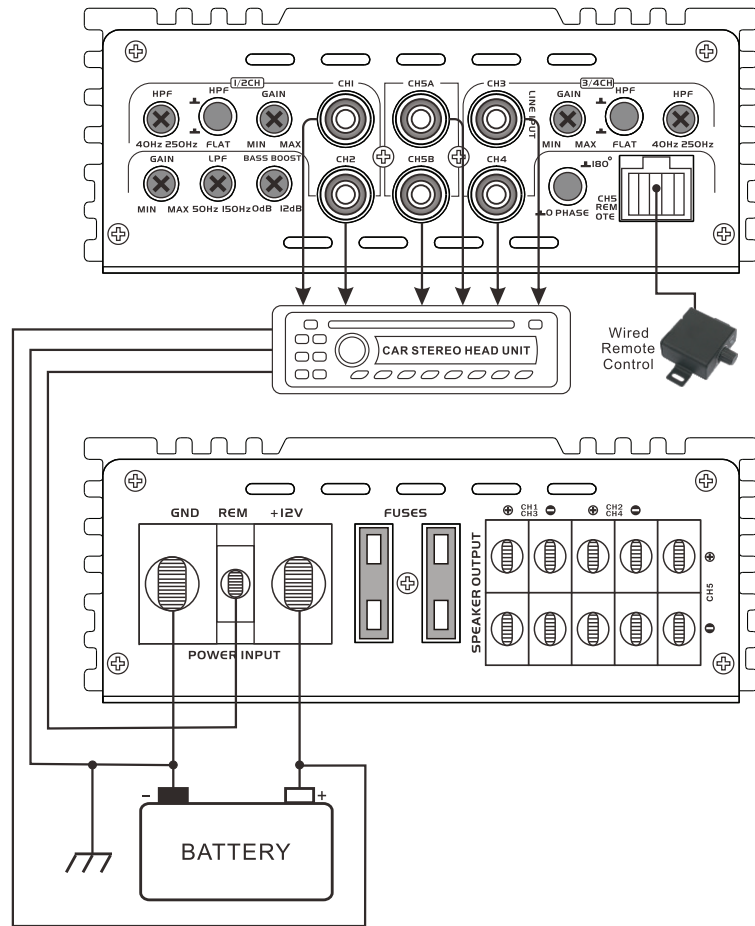 1/2CH
3/4CH
HPF
HPF
GAIN
CH1
CH5A
CH3
LINE INPUT
GAIN
HPF
HPF
40Hz 250Hz
FLAT
MIN MAX
MIN MAX
FLAT
40Hz 250Hz
GAIN
LPF
BASS BOOST
CH2
CH5B
CH4
180°
MIN MAX
50Hz 150Hz
0dB 12dB
0 PHASE
CH5
REM
OTE
CAR STEREO HEAD UNIT
Wired
Remote
Control
GND
REM
+12V
FUSES
CH1
CH3
CH2
CH4
SPEAKER OUTPUT
CH5
POWER INPUT
- +
BATTERY